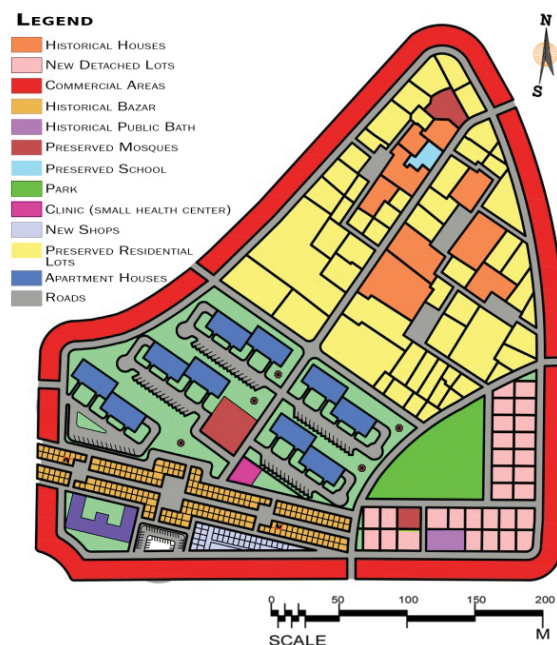 LEGEND
HISTORICAL HOUSES
NEW DETACHED LOTS
COMMERCIAL AREAS
HISTORICAL BAZAR
HISTORICAL PUBLIC BATH
PRESERVED MOSQUES
PRESERVED SCHOOL
PARK
CLINIC (SMALL HEALTH CENTER)
NEW SHOPS
PRESERVED RESIDENTIAL
LOTS
APARTMENT HOUSES
ROADS
N
S
0 50 100 150 200
SCALE M